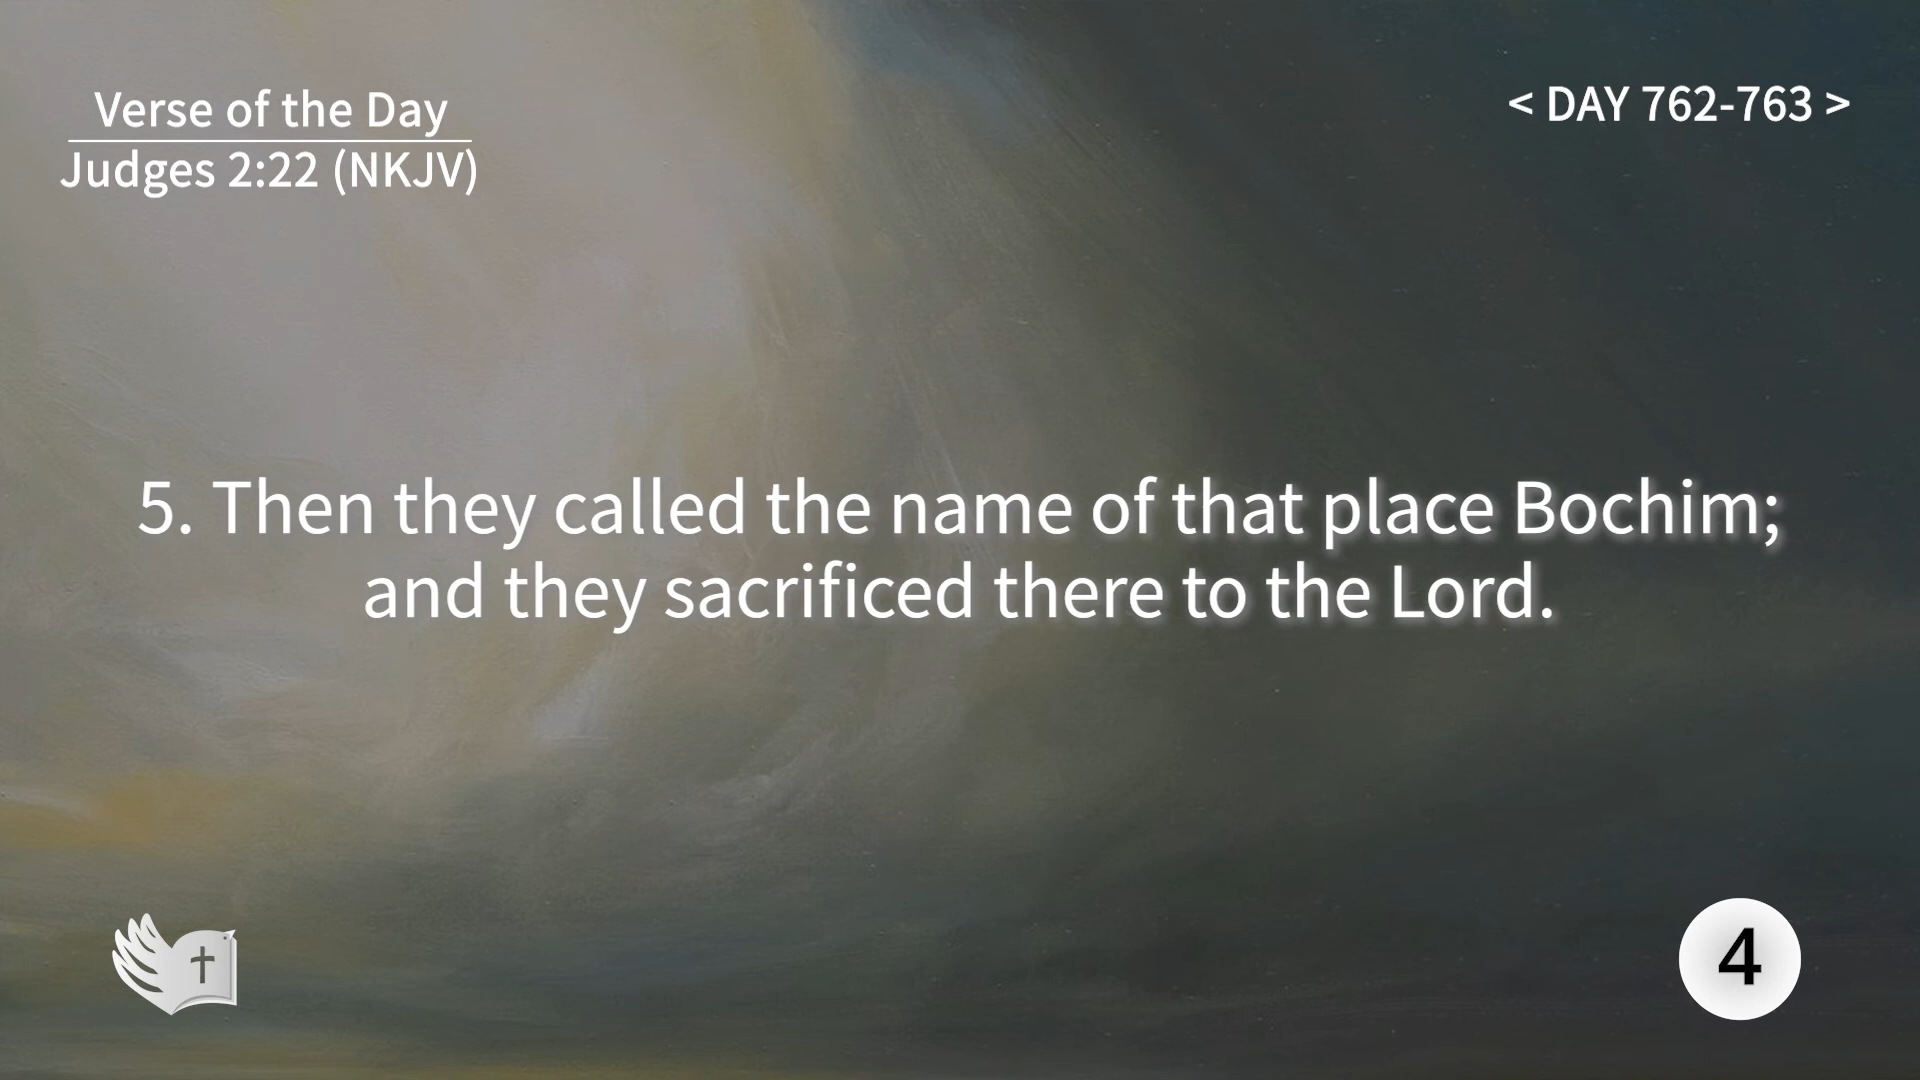 Verse of the Day
Judges 2:22 (NKJV)
< DAY 762-763 >
5. Then they called the name of that place Bochim;
and they sacrificed there to the Lord.
4